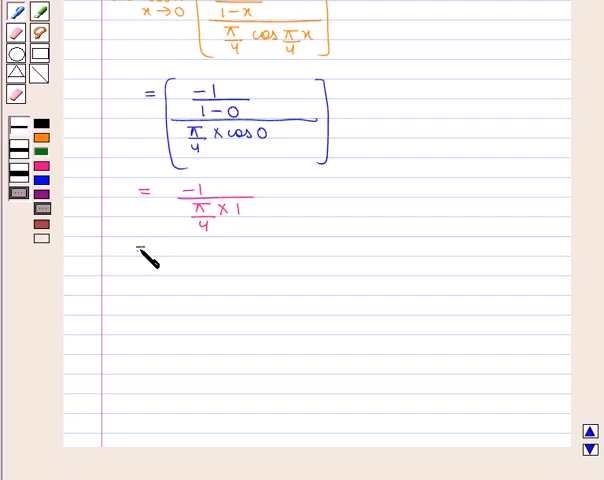 x→0 [ 1-x / π/4 cos π/4 x ]
= [ -1/(1-0) / π/4 × cos 0 ]
= -1 / π/4 × 1
=